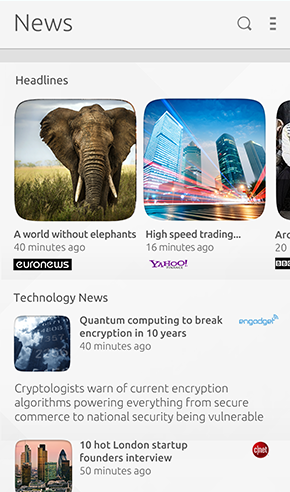 News
Headlines
A world without elephants
40 minutes ago
euronews
High speed trading...
16 minutes ago
YAHOO!
FINANCE
Arc
20
BBC
Technology News
Quantum computing to break
encryption in 10 years
40 minutes ago
engadget
Cryptologists warn of current encryption
algorithms powering everything from secure
commerce to national security being vulnerable
10 hot London startup
founders interview
50 minutes ago
c|net